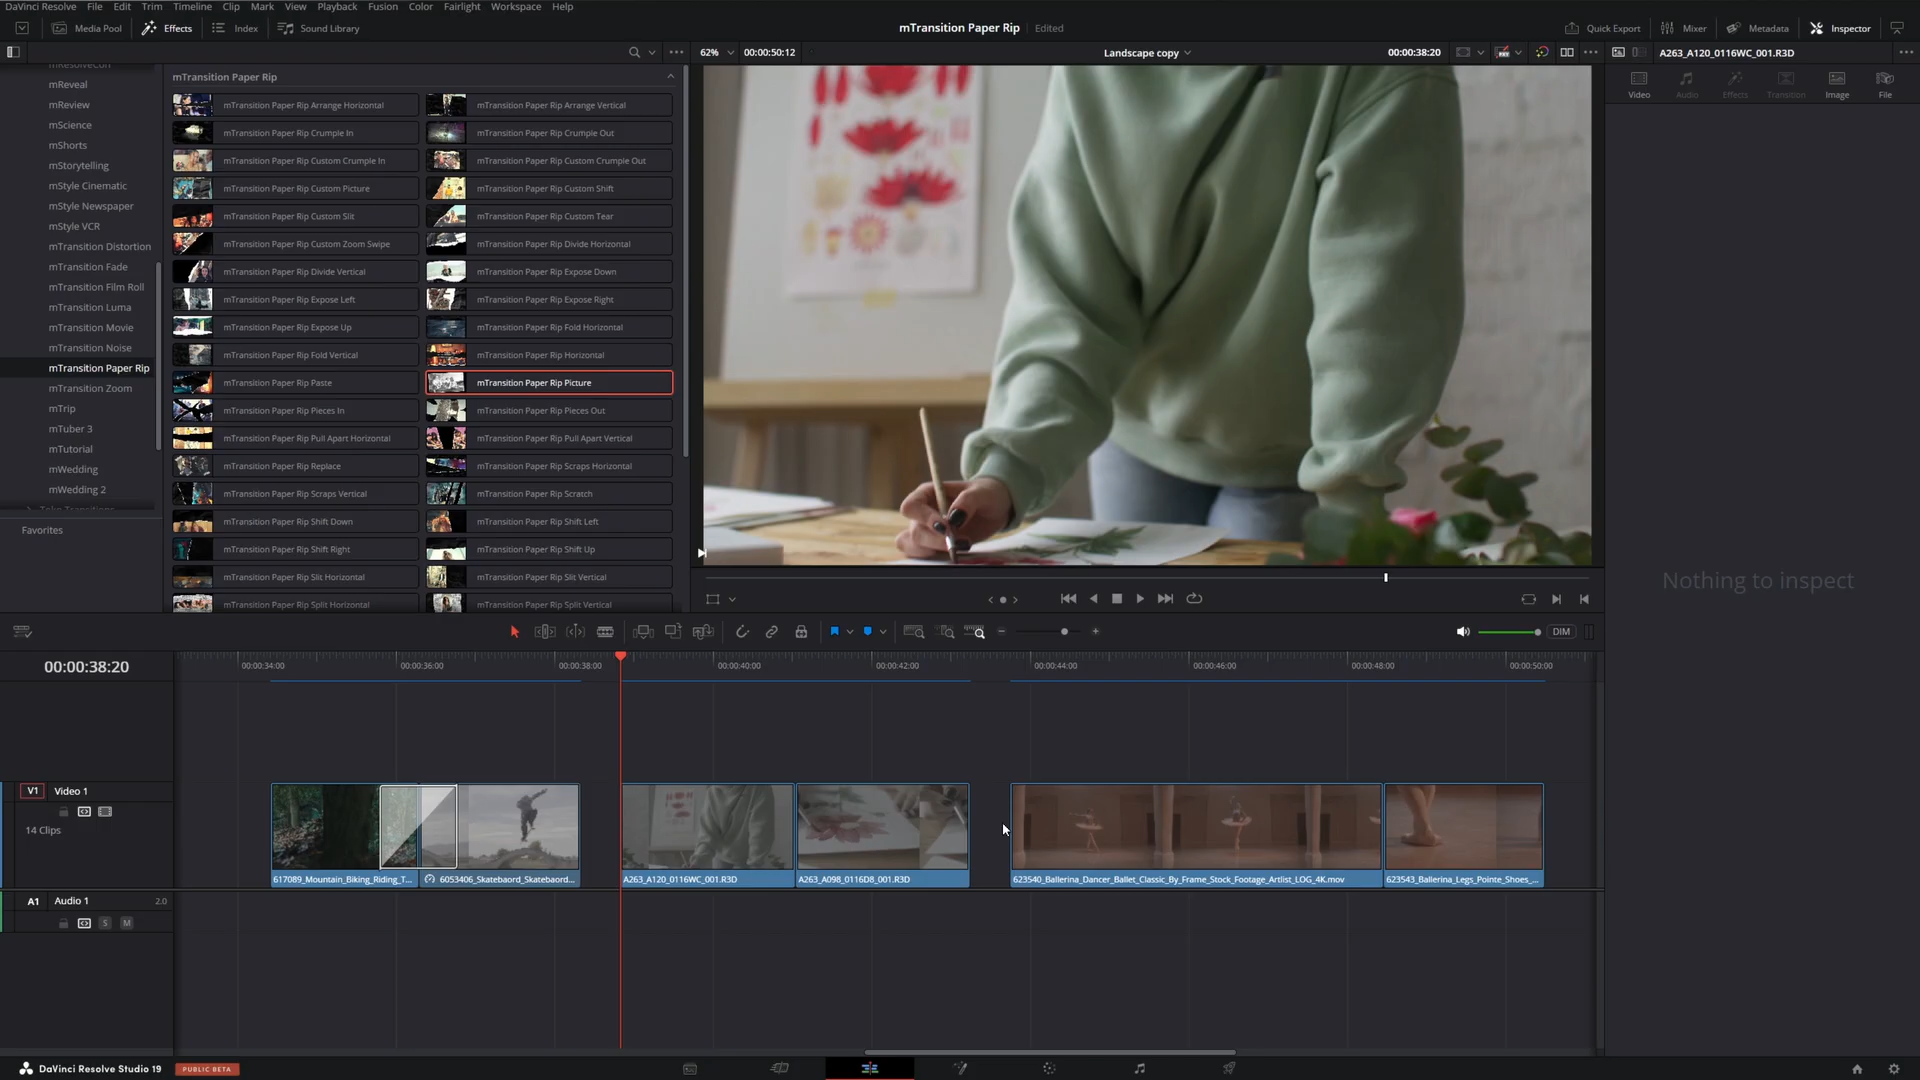 DaVinci Resolve File Edit Trim Timeline Clip Mark View Playback Fusion Color Fairlight Workspace Help
Media Pool Effects Index Sound Library
mTransition Paper Rip Edited
Quick Export Mixer Metadata Inspector
62% 00:00:50:12 Landscape copy 00:00:38:20
A263_A120_0116WC_001.R3D
Video Audio Effects Transition Image File
mReveal
mReview
mScience
mShorts
mStorytelling
mStyle Cinematic
mStyle Newspaper
mStyle VCR
mTransition Distortion
mTransition Fade
mTransition Film Roll
mTransition Luma
mTransition Movie
mTransition Noise
mTransition Paper Rip
mTransition Zoom
mTrip
mTuber 3
mTutorial
mWedding
mWedding 2
Favorites
mTransition Paper Rip
mTransition Paper Rip Arrange Horizontal mTransition Paper Rip Arrange Vertical
mTransition Paper Rip Crumple In mTransition Paper Rip Crumple Out
mTransition Paper Rip Custom Crumple In mTransition Paper Rip Custom Crumple Out
mTransition Paper Rip Custom Picture mTransition Paper Rip Custom Shift
mTransition Paper Rip Custom Slit mTransition Paper Rip Custom Tear
mTransition Paper Rip Custom Zoom Swipe mTransition Paper Rip Divide Horizontal
mTransition Paper Rip Divide Vertical mTransition Paper Rip Expose Down
mTransition Paper Rip Expose Left mTransition Paper Rip Expose Right
mTransition Paper Rip Expose Up mTransition Paper Rip Fold Horizontal
mTransition Paper Rip Fold Vertical mTransition Paper Rip Horizontal
mTransition Paper Rip Paste mTransition Paper Rip Picture
mTransition Paper Rip Pieces In mTransition Paper Rip Pieces Out
mTransition Paper Rip Pull Apart Horizontal mTransition Paper Rip Pull Apart Vertical
mTransition Paper Rip Replace mTransition Paper Rip Scraps Horizontal
mTransition Paper Rip Scraps Vertical mTransition Paper Rip Scratch
mTransition Paper Rip Shift Down mTransition Paper Rip Shift Left
mTransition Paper Rip Shift Right mTransition Paper Rip Shift Up
mTransition Paper Rip Slit Horizontal mTransition Paper Rip Slit Vertical
mTransition Paper Rip Split Horizontal mTransition Paper Rip Split Vertical
Nothing to inspect
DIM
00:00:38:20
00:00:34:00 00:00:36:00 00:00:38:00 00:00:40:00 00:00:42:00 00:00:44:00 00:00:46:00 00:00:48:00 00:00:50:00
V1 Video 1
14 Clips
617089_Mountain_Biking_Riding_T... 6053406_Skatebaord_Skatebaord... A263_A120_0116WC_001.R3D A263_A098_0116D8_001.R3D 623540_Ballerina_Dancer_Ballet_Classic_By_Frame_Stock_Footage_Artlist_LOG_4K.mov 623543_Ballerina_Legs_Pointe_Shoes_...
A1 Audio 1 2.0
S M
DaVinci Resolve Studio 19 PUBLIC BETA